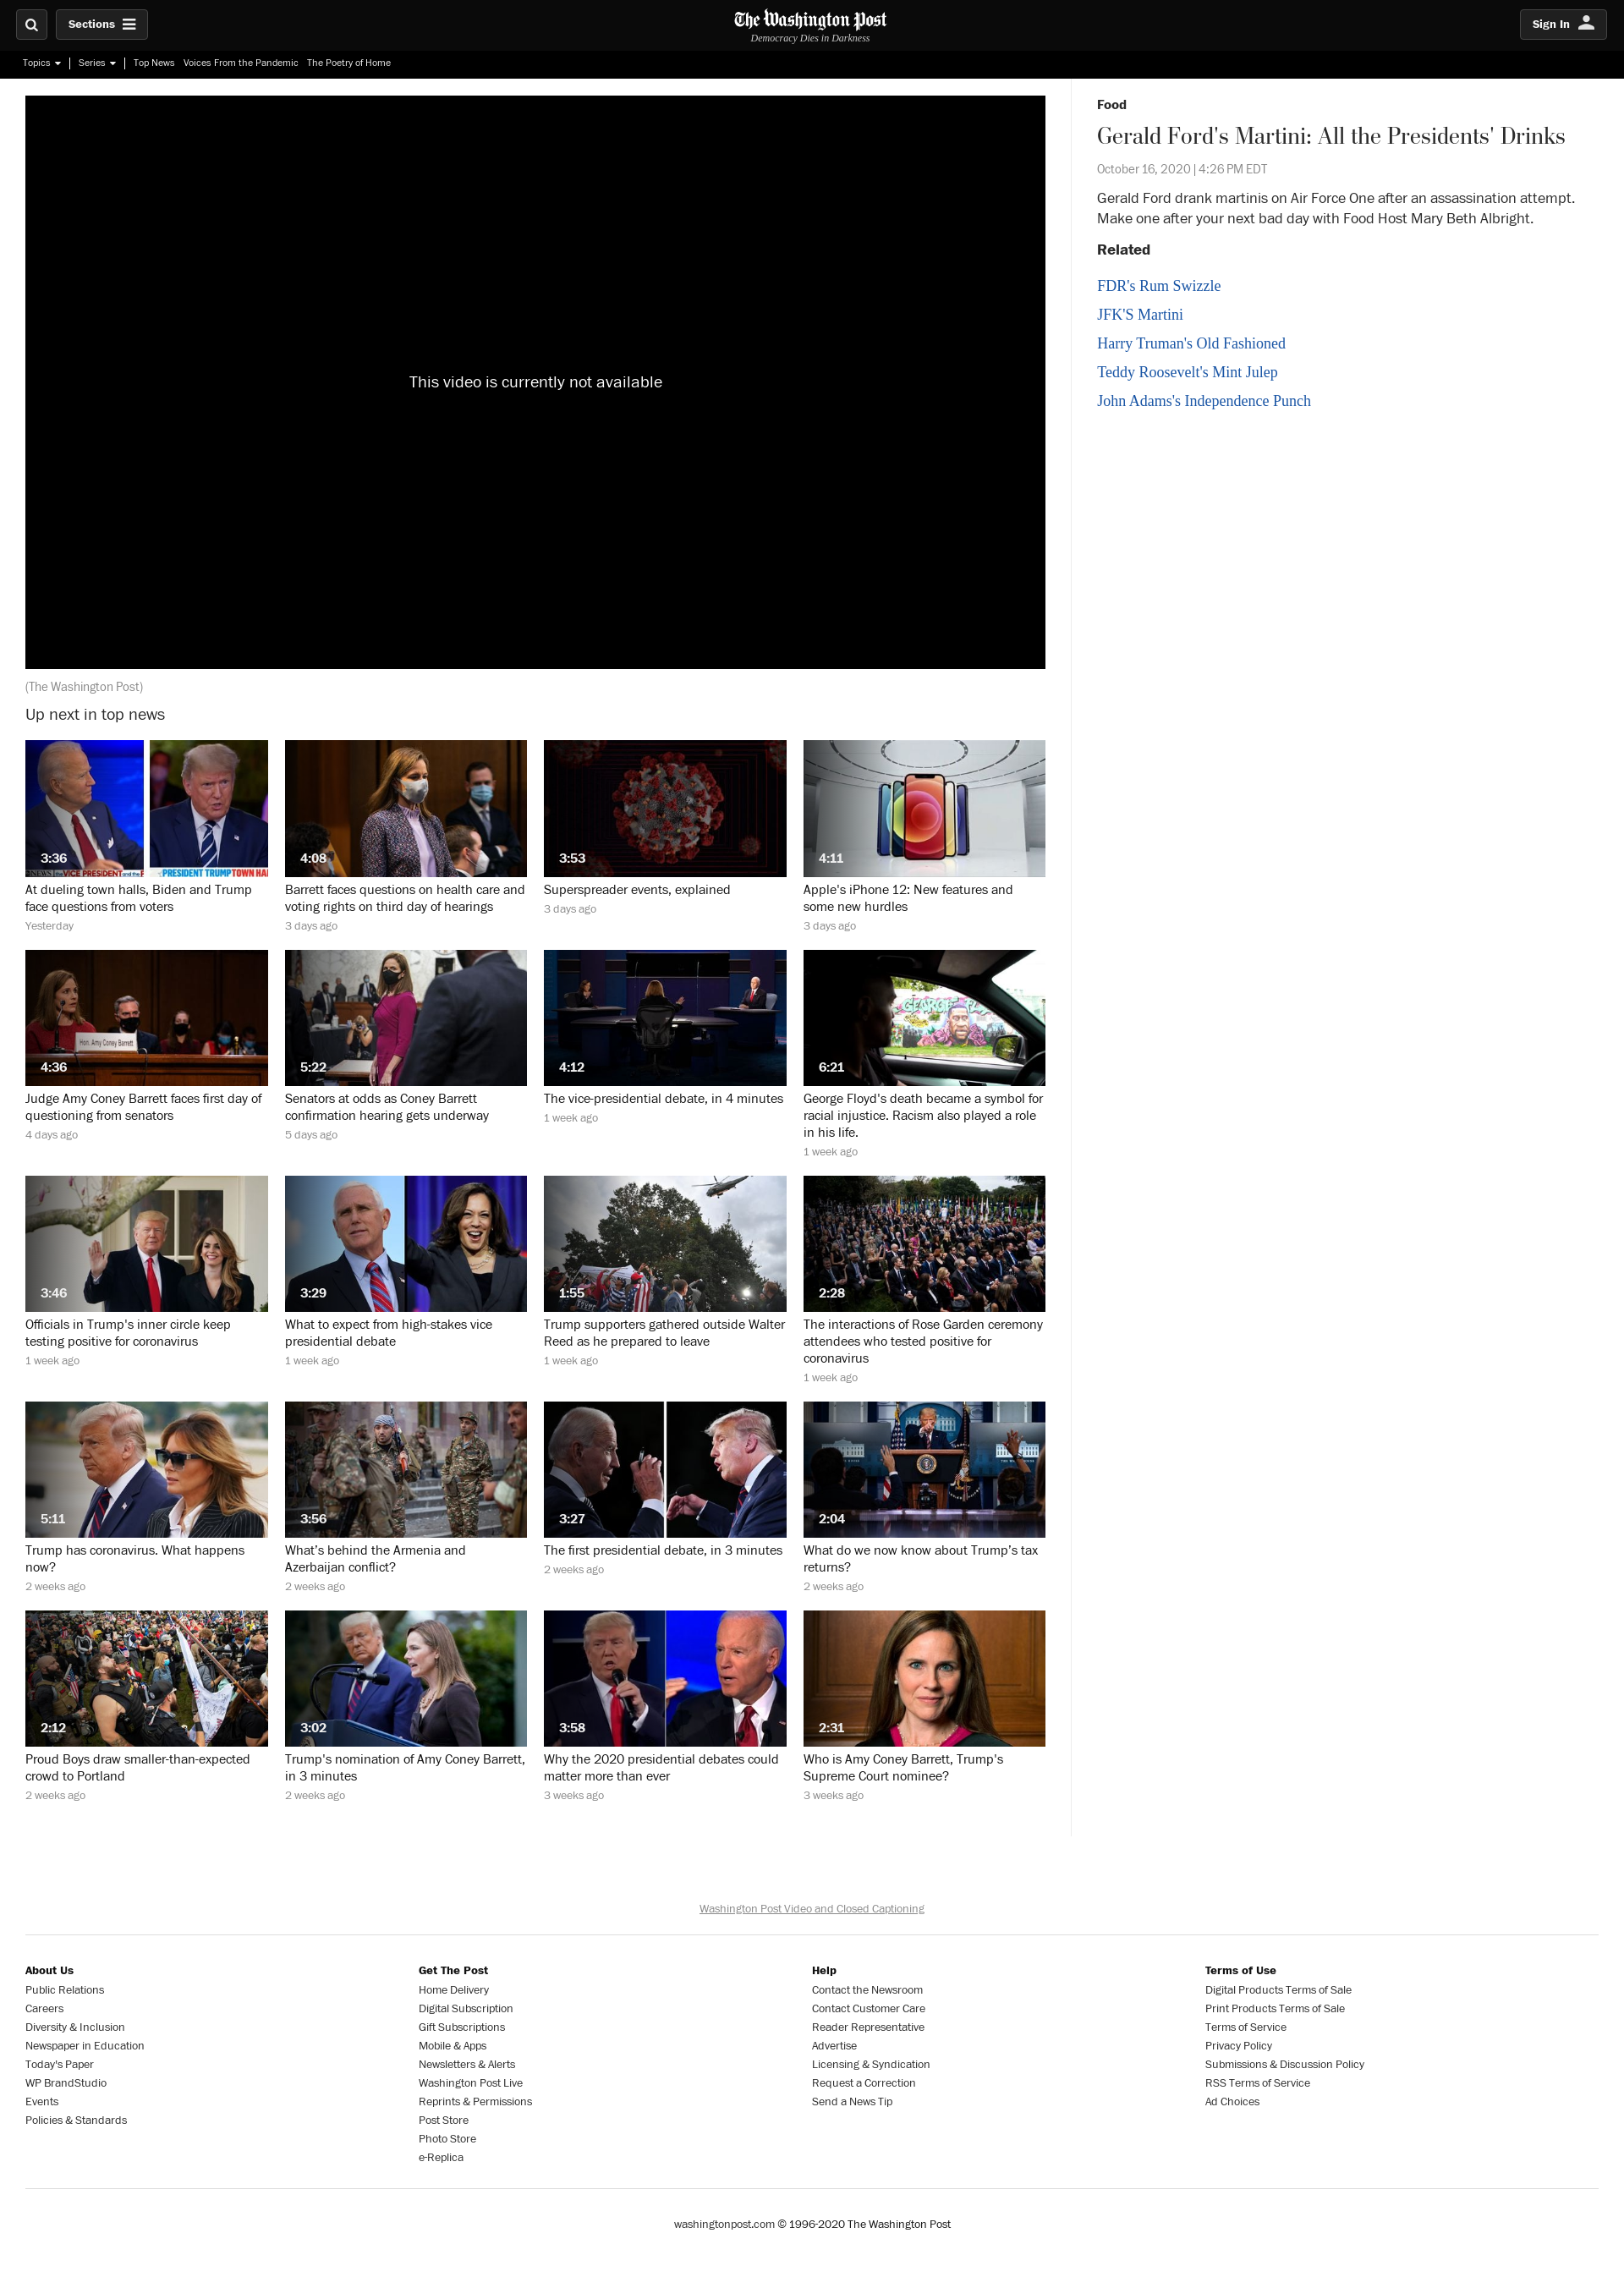 Sections
The Washington Post
Democracy Dies in Darkness
Sign In
Topics | Series | Top News Voices From the Pandemic The Poetry of Home
This video is currently not available
(The Washington Post)
Food
Gerald Ford's Martini: All the Presidents' Drinks
October 16, 2020 | 4:26 PM EDT
Gerald Ford drank martinis on Air Force One after an assassination attempt.
Make one after your next bad day with Food Host Mary Beth Albright.
Related
FDR's Rum Swizzle
JFK'S Martini
Harry Truman's Old Fashioned
Teddy Roosevelt's Mint Julep
John Adams's Independence Punch
Up next in top news
VICE PRESIDENT
PRESIDENT TRUMP TOWN HA
3:36
At dueling town halls, Biden and Trump
face questions from voters
Yesterday
4:08
Barrett faces questions on health care and
voting rights on third day of hearings
3 days ago
3:53
Superspreader events, explained
3 days ago
4:11
Apple's iPhone 12: New features and
some new hurdles
3 days ago
Hon. Amy Coney Barrett
4:36
Judge Amy Coney Barrett faces first day of
questioning from senators
4 days ago
5:22
Senators at odds as Coney Barrett
confirmation hearing gets underway
5 days ago
4:12
The vice-presidential debate, in 4 minutes
1 week ago
GEORGE
6:21
George Floyd's death became a symbol for
racial injustice. Racism also played a role
in his life.
1 week ago
3:46
Officials in Trump's inner circle keep
testing positive for coronavirus
1 week ago
3:29
What to expect from high-stakes vice
presidential debate
1 week ago
1:55
Trump supporters gathered outside Walter
Reed as he prepared to leave
1 week ago
2:28
The interactions of Rose Garden ceremony
attendees who tested positive for
coronavirus
1 week ago
5:11
Trump has coronavirus. What happens
now?
2 weeks ago
3:56
What’s behind the Armenia and
Azerbaijan conflict?
2 weeks ago
3:27
The first presidential debate, in 3 minutes
2 weeks ago
2:04
What do we now know about Trump’s tax
returns?
2 weeks ago
2:12
Proud Boys draw smaller-than-expected
crowd to Portland
2 weeks ago
3:02
Trump's nomination of Amy Coney Barrett,
in 3 minutes
2 weeks ago
3:58
Why the 2020 presidential debates could
matter more than ever
3 weeks ago
2:31
Who is Amy Coney Barrett, Trump's
Supreme Court nominee?
3 weeks ago
Washington Post Video and Closed Captioning
About Us
Public Relations
Careers
Diversity & Inclusion
Newspaper in Education
Today's Paper
WP BrandStudio
Events
Policies & Standards
Get The Post
Home Delivery
Digital Subscription
Gift Subscriptions
Mobile & Apps
Newsletters & Alerts
Washington Post Live
Reprints & Permissions
Post Store
Photo Store
e-Replica
Help
Contact the Newsroom
Contact Customer Care
Reader Representative
Advertise
Licensing & Syndication
Request a Correction
Send a News Tip
Terms of Use
Digital Products Terms of Sale
Print Products Terms of Sale
Terms of Service
Privacy Policy
Submissions & Discussion Policy
RSS Terms of Service
Ad Choices
washingtonpost.com © 1996-2020 The Washington Post